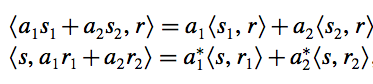 ⟨a₁s₁ + a₂s₂, r⟩ = a₁⟨s₁, r⟩ + a₂⟨s₂, r⟩
⟨s, a₁r₁ + a₂r₂⟩ = a₁*⟨s, r₁⟩ + a₂*⟨s, r₂⟩.